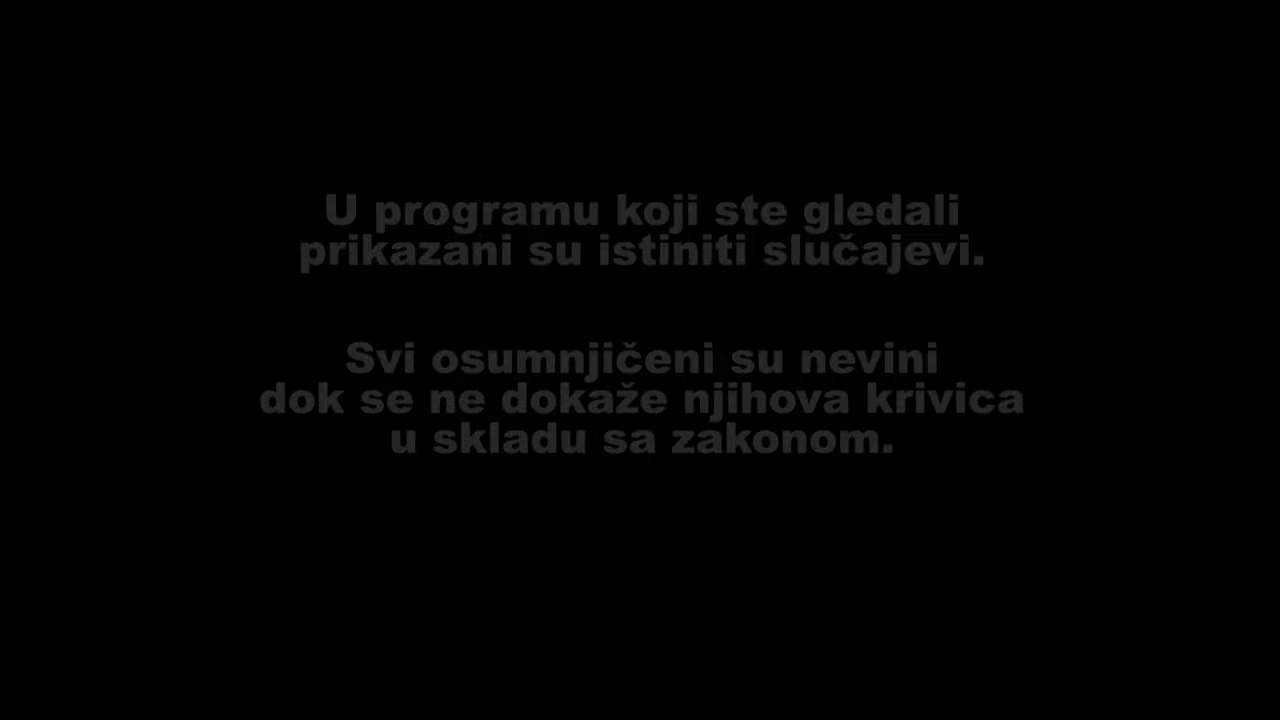 U programu koji ste gledali
prikazani su istiniti slučajevi.
Svi osumnjičeni su nevini
dok se ne dokaže njihova krivica
u skladu sa zakonom.